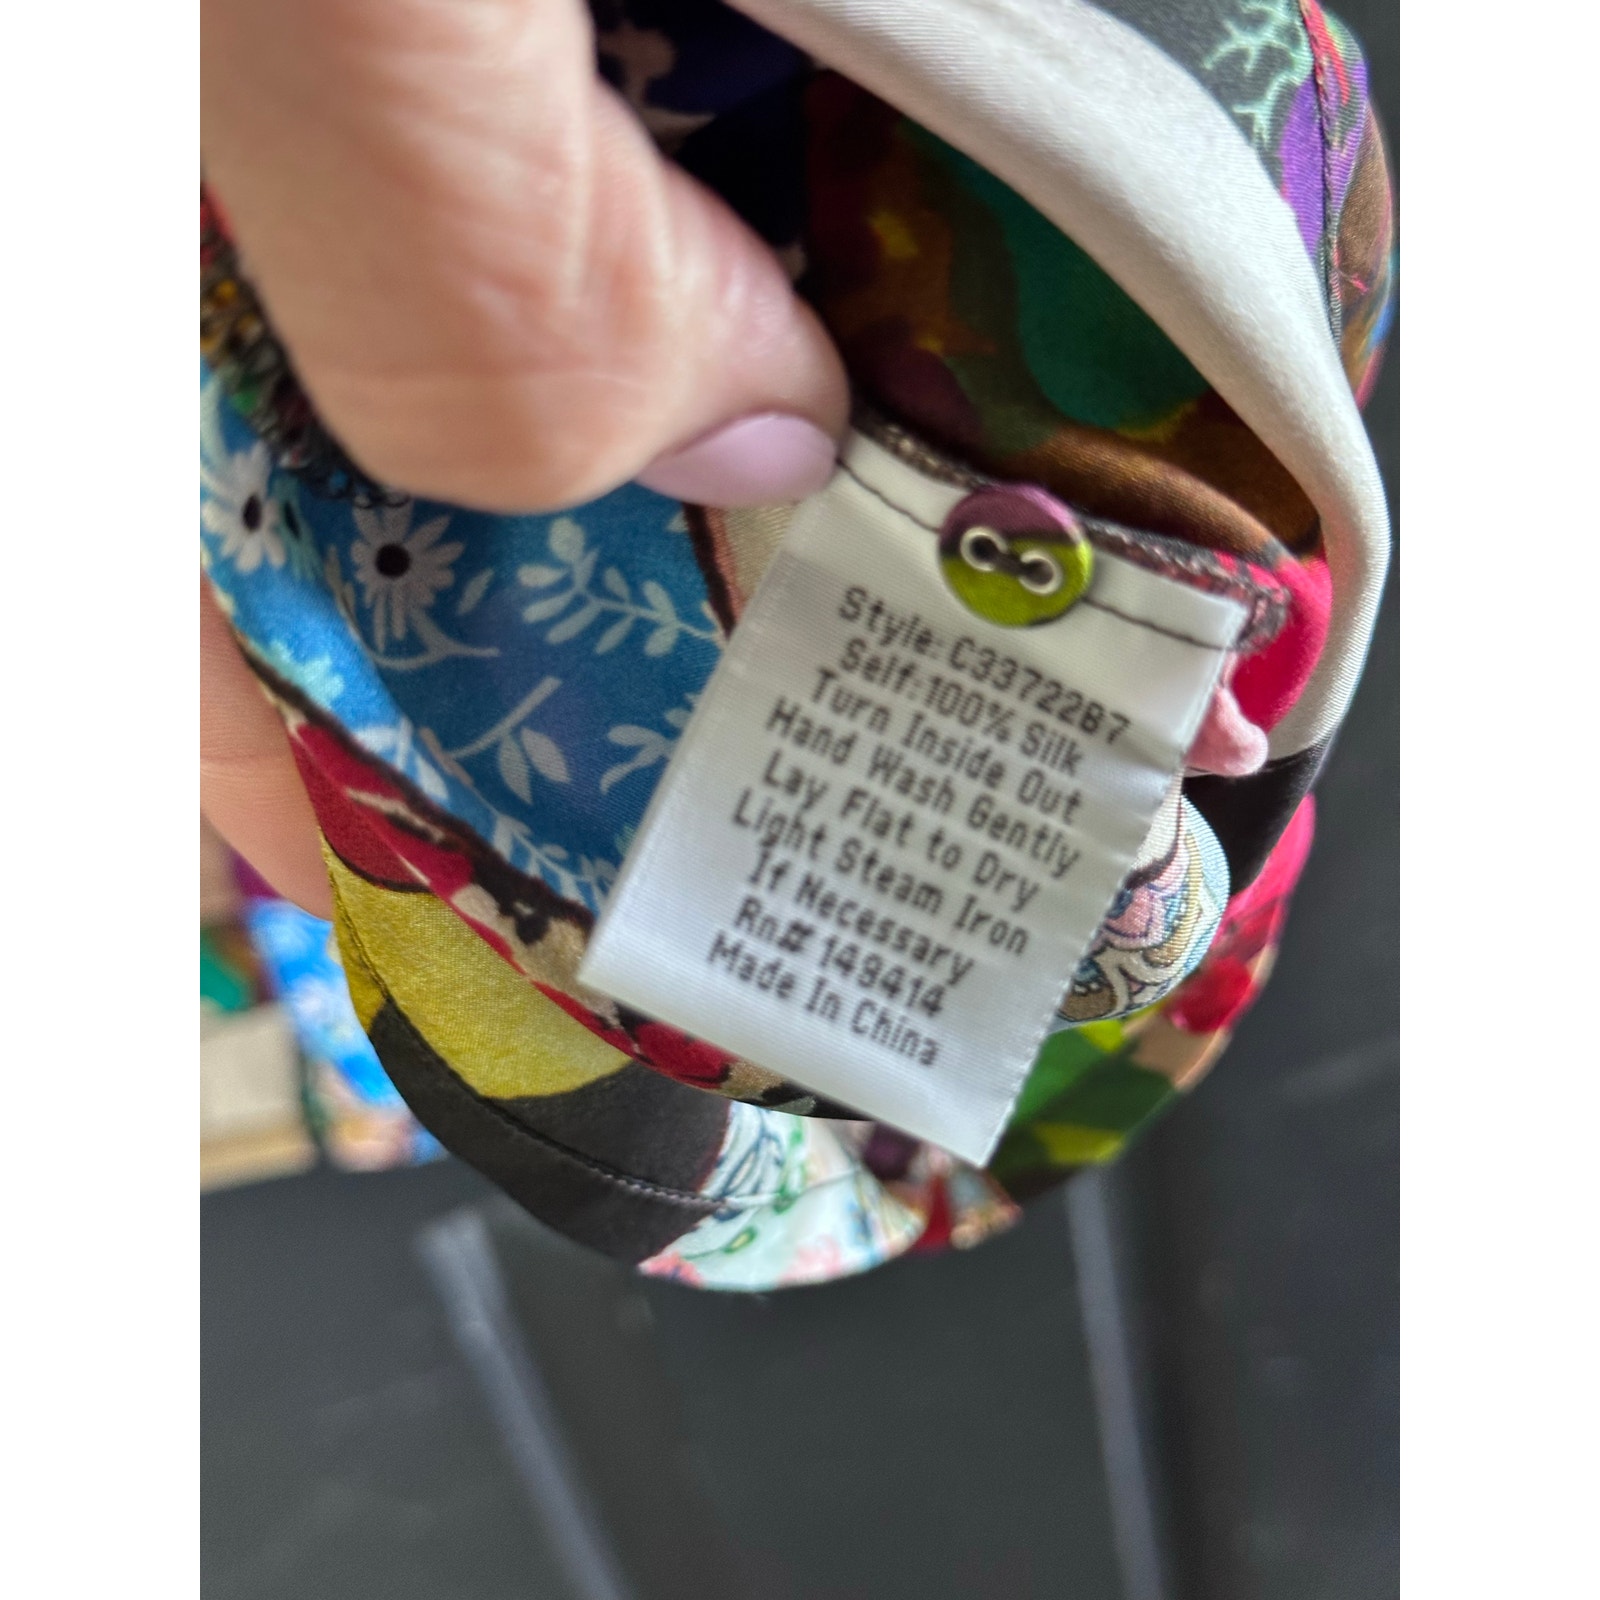 Style: C33722B7
Self:100% Silk
Turn Inside Out
Hand Wash Gently
Lay Flat to Dry
Light Steam Iron
If Necessary
Rn# 149414
Made In China